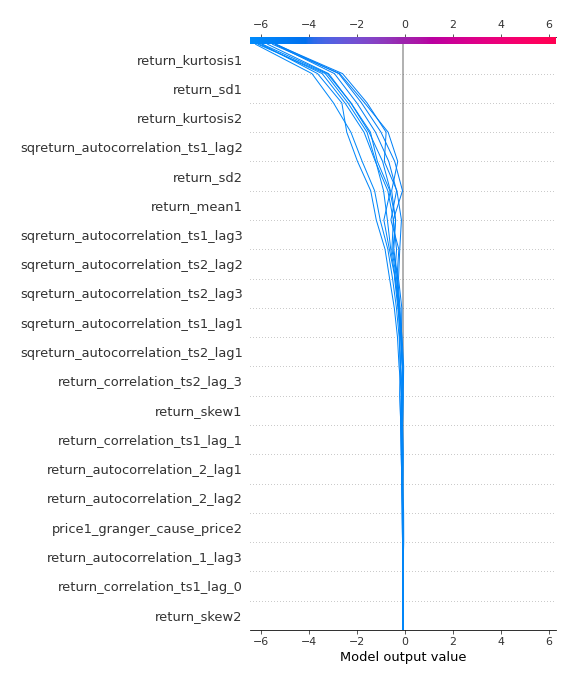 −6 −4 −2 0 2 4 6
return_kurtosis1
return_sd1
return_kurtosis2
sqreturn_autocorrelation_ts1_lag2
return_sd2
return_mean1
sqreturn_autocorrelation_ts1_lag3
sqreturn_autocorrelation_ts2_lag2
sqreturn_autocorrelation_ts2_lag3
sqreturn_autocorrelation_ts1_lag1
sqreturn_autocorrelation_ts2_lag1
return_correlation_ts2_lag_3
return_skew1
return_correlation_ts1_lag_1
return_autocorrelation_2_lag1
return_autocorrelation_2_lag2
price1_granger_cause_price2
return_autocorrelation_1_lag3
return_correlation_ts1_lag_0
return_skew2
−6 −4 −2 0 2 4 6
Model output value